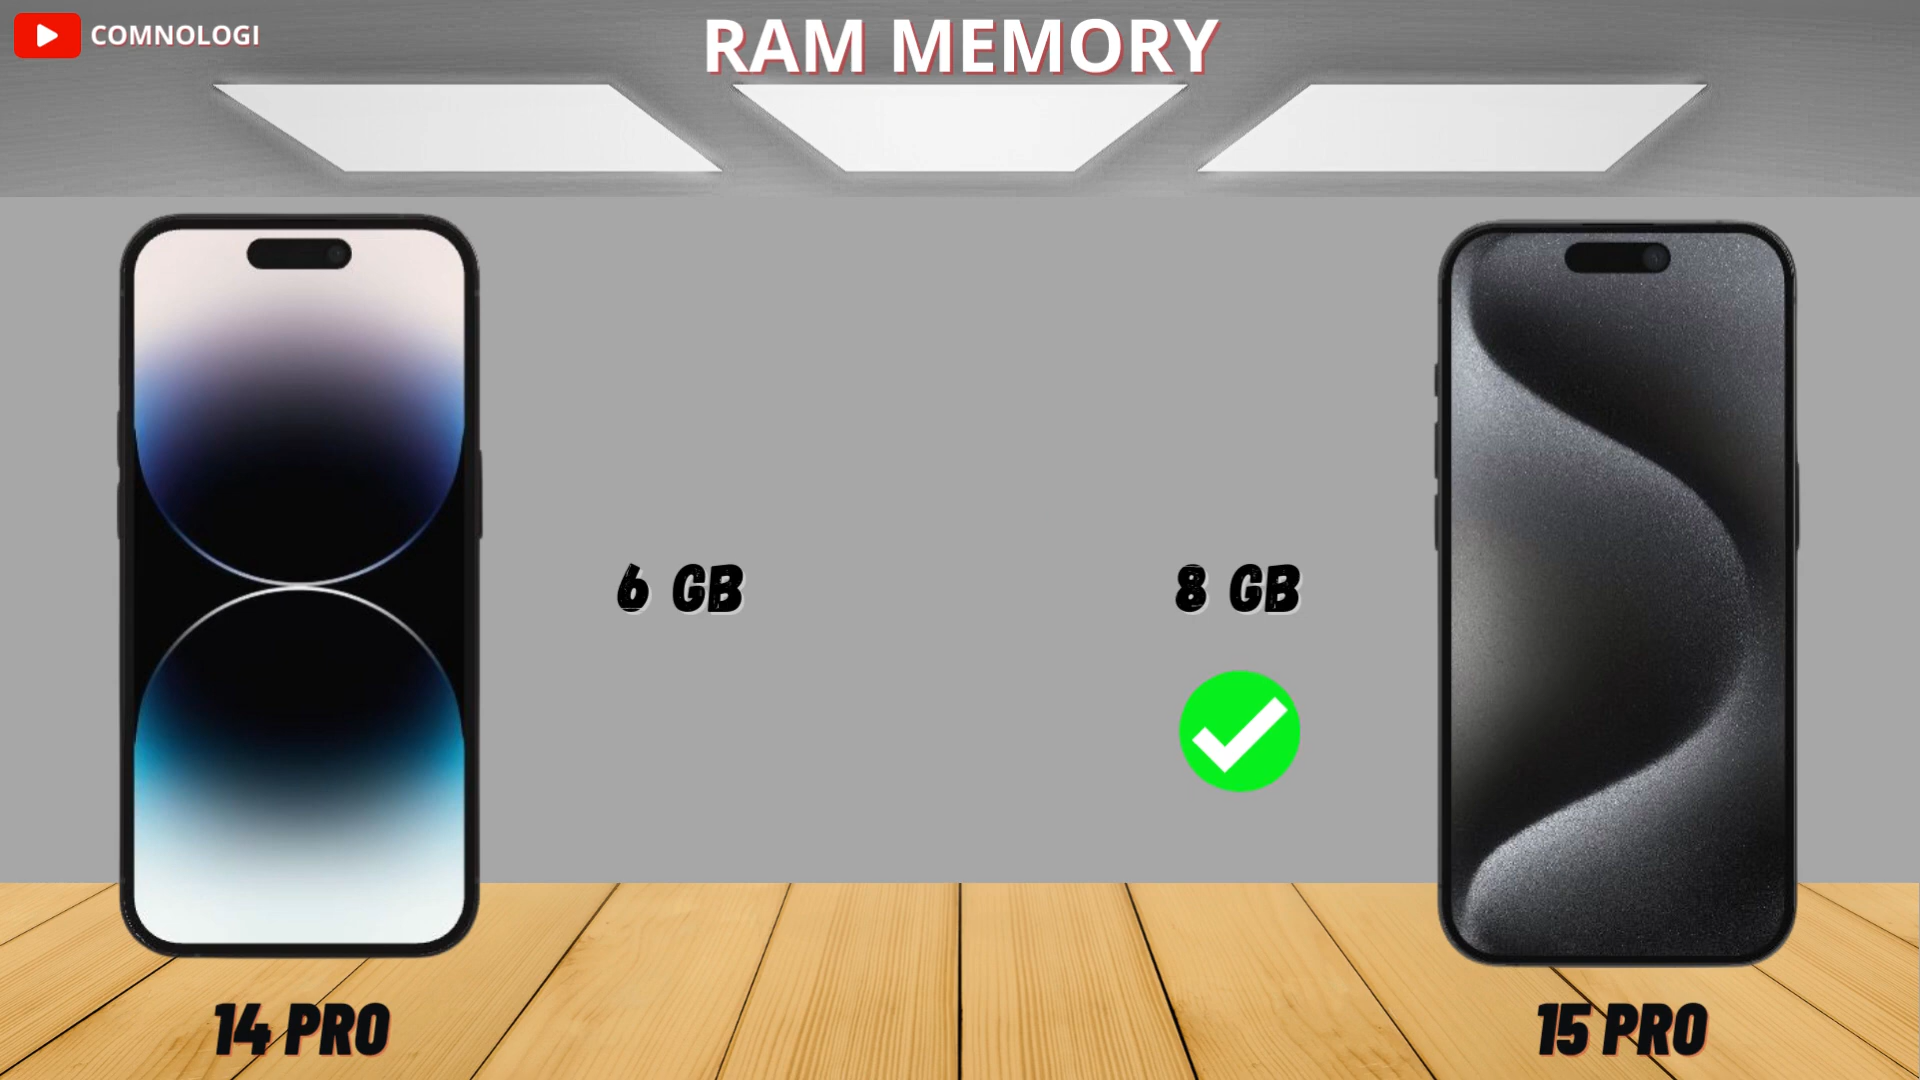 COMNOLOGI
RAM MEMORY
6 GB
8 GB
14 PRO
15 PRO